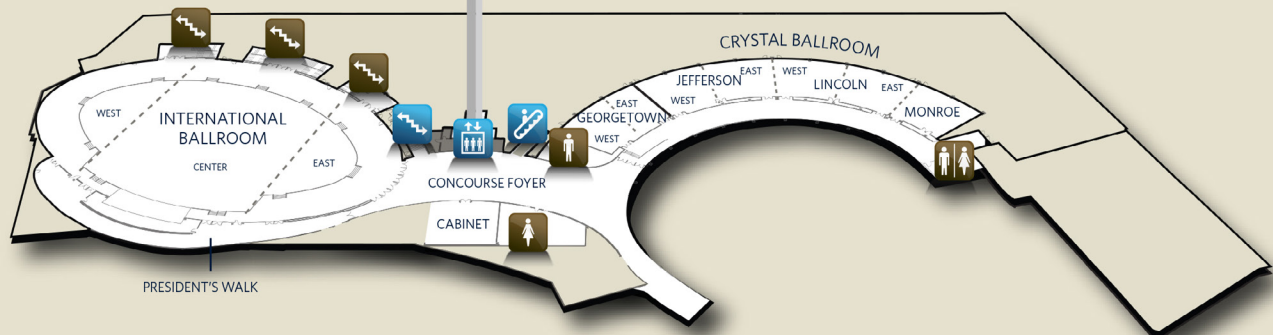 CRYSTAL BALLROOM
WEST
INTERNATIONAL
BALLROOM
CENTER
EAST
CONCOURSE FOYER
CABINET
PRESIDENT'S WALK
EAST
GEORGETOWN
WEST
JEFFERSON
WEST
EAST
WEST
LINCOLN
EAST
MONROE